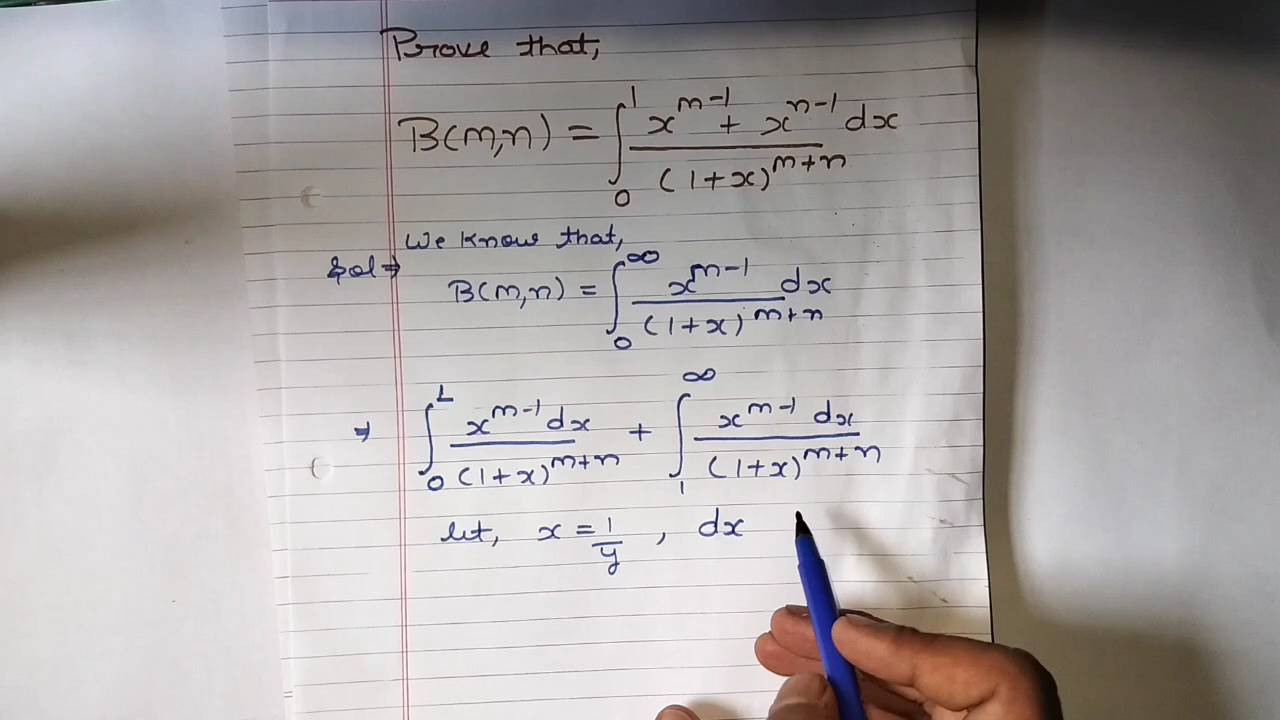 Prove that,
B(m,n) = ∫₀¹ (x^(m-1) + x^(n-1))/(1+x)^(m+n) dx
We know that,
Sol ⇒ B(m,n) = ∫₀^∞ x^(m-1)/(1+x)^(m+n) dx
⇒ ∫₀¹ x^(m-1) dx/(1+x)^(m+n) + ∫₁^∞ x^(m-1) dx/(1+x)^(m+n)
let, x = 1/y , dx